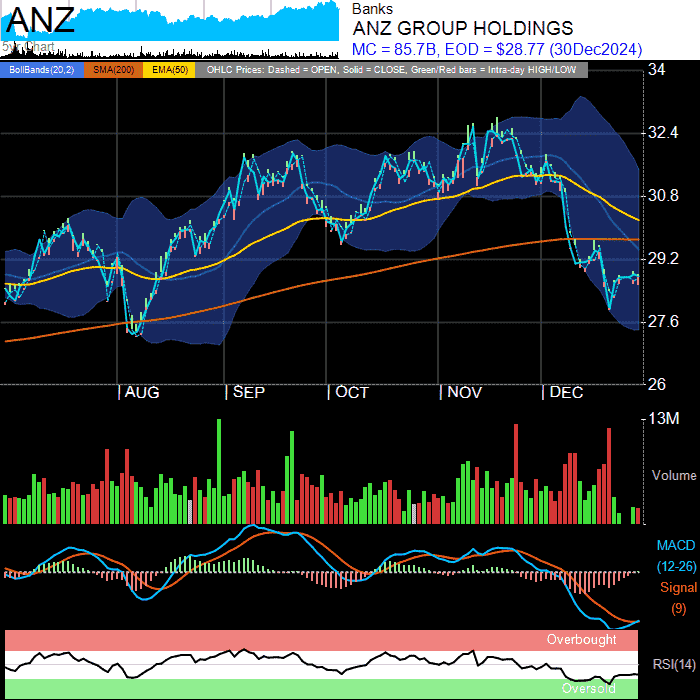 ANZ
5yr Chart
Banks
ANZ GROUP HOLDINGS
MC = 85.7B, EOD = $28.77 (30Dec2024)
BollBands(20,2) SMA(200) EMA(50) OHLC Prices: Dashed = OPEN, Solid = CLOSE, Green/Red bars = Intra-day HIGH/LOW
34
32.4
30.8
29.2
27.6
26
| AUG | SEP | OCT | NOV | DEC
13M
Volume
MACD
(12-26)
Signal
(9)
Overbought
RSI(14)
Oversold